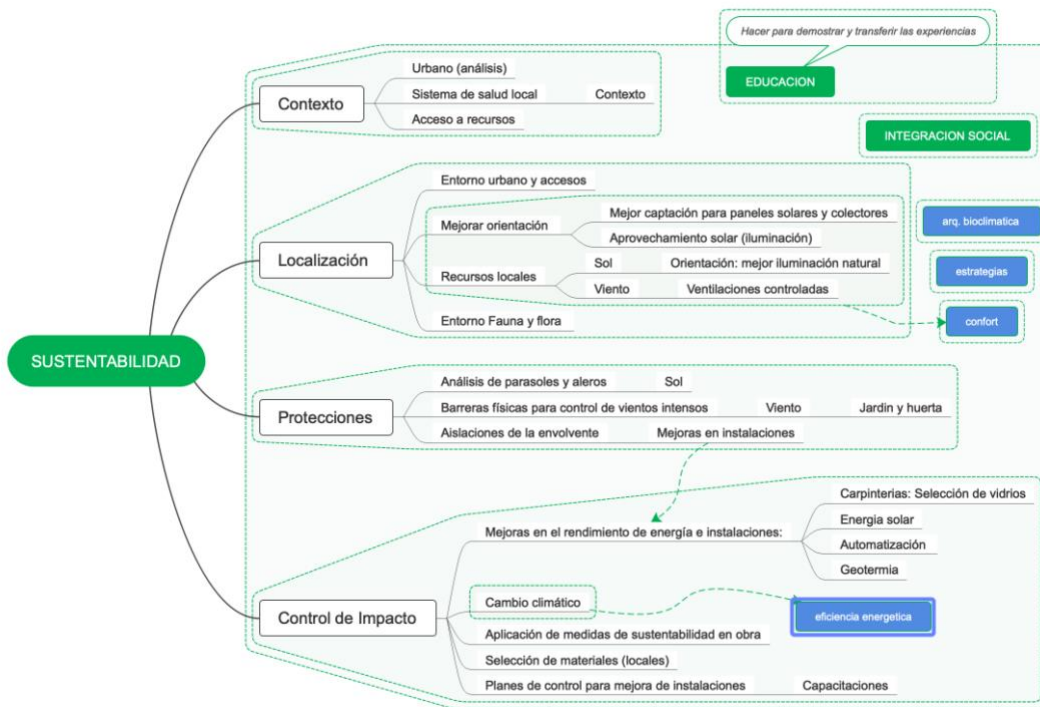 Hacer para demostrar y transferir las experiencias
EDUCACION
INTEGRACION SOCIAL
SUSTENTABILIDAD
Contexto
Urbano (análisis)
Sistema de salud local
Contexto
Acceso a recursos
Localización
Entorno urbano y accesos
Mejorar orientación
Mejor captación para paneles solares y colectores
Aprovechamiento solar (iluminación)
Recursos locales
Sol
Orientación: mejor iluminación natural
Viento
Ventilaciones controladas
Entorno Fauna y flora
arq. bioclimatica
estrategias
confort
Protecciones
Análisis de parasoles y aleros
Sol
Barreras físicas para control de vientos intensos
Viento
Jardin y huerta
Aislaciones de la envolvente
Mejoras en instalaciones
Control de Impacto
Mejoras en el rendimiento de energía e instalaciones:
Carpinterias: Selección de vidrios
Energia solar
Automatización
Geotermia
Cambio climático
eficiencia energetica
Aplicación de medidas de sustentabilidad en obra
Selección de materiales (locales)
Planes de control para mejora de instalaciones
Capacitaciones